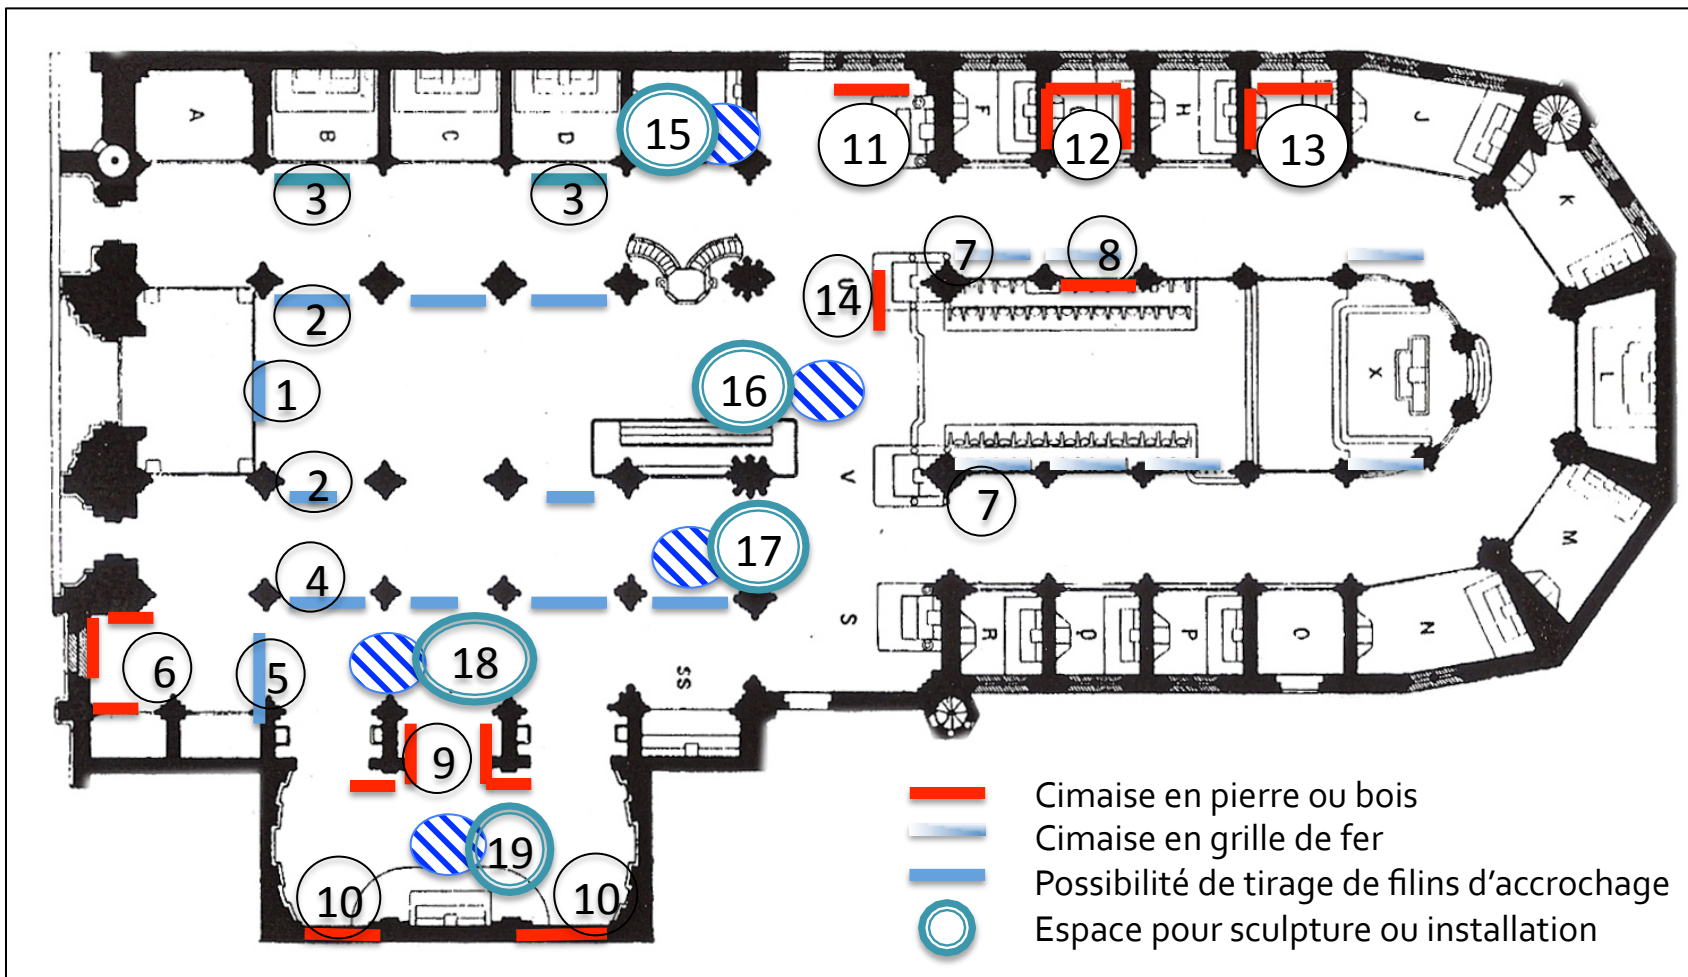 A
B
C
D
15
11
F
G
12
H
13
J
K
3
3
7
8
14
U
2
16
1
X
L
2
V
7
17
M
4
6
5
18
S
SS
R
Q
P
O
N
9
19
10
10
Cimaise en pierre ou bois
Cimaise en grille de fer
Possibilité de tirage de filins d’accrochage
Espace pour sculpture ou installation